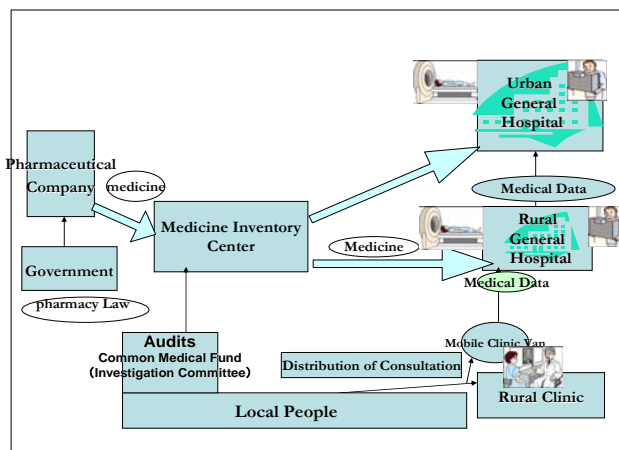 Urban
General
Hospital
Pharmaceutical
Company
medicine
Medical Data
Medicine Inventory
Center
Medicine
Rural
General
Hospital
Government
Medical Data
pharmacy Law
Audits
Common Medical Fund
(Investigation Committee)
Mobile Clinic Van
Distribution of Consultation
Rural Clinic
Local People